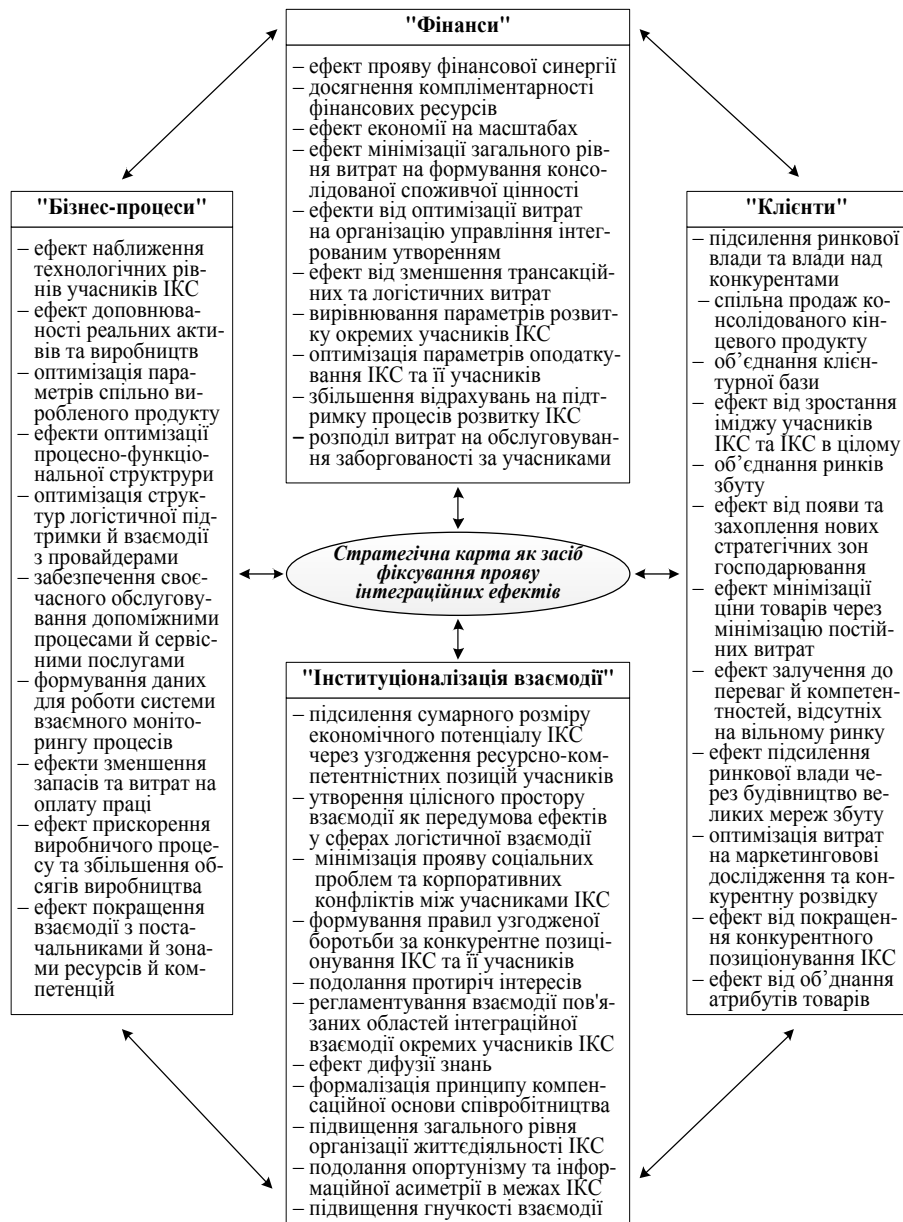 "Фінанси"
– ефект прояву фінансової синергії
– досягнення компліментарності
фінансових ресурсів
– ефект економії на масштабах
– ефект мінімізації загального рів-
ня витрат на формування консо-
лідованої споживчої цінності
– ефекти від оптимізації витрат
на організацію управління інтег-
рованим утворенням
– ефект від зменшення трансакцій-
них та логістичних витрат
– вирівнювання параметрів розвит-
ку окремих учасників ІКС
– оптимізація параметрів оподатку-
вання ІКС та її учасників
– збільшення відрахувань на підт-
римку процесів розвитку ІКС
– розподіл витрат на обслуговуван-
ня заборгованості за учасниками
"Бізнес-процеси"
– ефект наближення
технологічних рів-
нів учасників ІКС
– ефект доповнюва-
ності реальних акти-
вів та виробництв
– оптимізація пара-
метрів спільно ви-
робленого продукту
– ефекти оптимізації
процесно-функціо-
нальної структрури
– оптимізація струк-
тур логістичної під-
тримки й взаємодії
з провайдерами
– забезпечення своє-
часного обслугову-
вання допоміжними
процесами й сервіс-
ними послугами
– формування даних
для роботи системи
взаємного моніто-
рингу процесів
– ефекти зменшення
запасів та витрат на
оплату праці
– ефект прискорення
виробничого проце-
су та збільшення об-
сягів виробництва
– ефект покращення
взаємодії з поста-
чальниками й зона-
ми ресурсів й ком-
петенцій
"Клієнти"
– підсилення ринкової
влади та влади над
конкурентами
– спільна продаж кон-
солідованого кін-
цевого продукту
– об’єднання клієн-
турної бази
– ефект від зростання
іміджу учасників
ІКС та ІКС в цілому
– об’єднання ринків
збуту
– ефект від появи та
захоплення нових
стратегічних зон
господарювання
– ефект мінімізації
ціни товарів через
мінімізацію постій-
них витрат
– ефект залучення до
переваг й компетент-
ностей, відсутніх
на вільному ринку
– ефект підсилення
ринкової влади че-
рез будівництво ве-
ликих мереж збуту
– оптимізація витрат
на маркетинговові
дослідження та кон-
курентну розвідку
– ефект від покращен-
ня конкурентного
позиціонування ІКС
– ефект від об’днання
атрибутів товарів
Стратегічна карта як засіб
фіксування прояву
інтеграційних ефектів
"Інституціоналізація взаємодії"
– підсилення сумарного розміру
економічного потенціалу ІКС
через узгодження ресурсно-ком-
петентністних позицій учасників
– утворення цілісного простору
взаємодії як передумова ефектів
у сферах логістичної взаємодії
– мінімізація прояву соціальних
проблем та корпоративних
конфліктів між учасниками ІКС
– формування правил узгодженої
боротьби за конкурентне позиці-
онування ІКС та її учасників
– подолання протиріч інтересів
– регламентування взаємодії пов'я-
заних областей інтеграційної
взаємодії окремих учасників ІКС
– ефект дифузії знань
– формалізація принципу компен-
саційної основи співробітництва
– підвищення загального рівня
організації життєдіяльності ІКС
– подолання опортунізму та інфор-
маційної асиметрії в межах ІКС
– підвищення гнучкості взаємодії